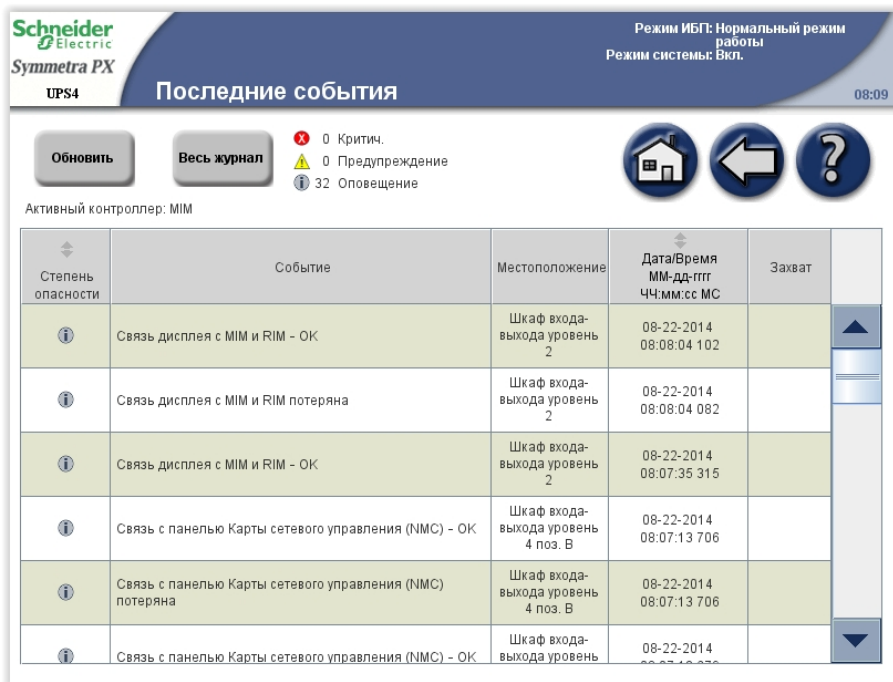 Schneider
Electric
Symmetra PX
UPS4
Последние события
Режим ИБП: Нормальный режим
работы
Режим системы: Вкл.
08:09
Обновить
Весь журнал
0 Критич.
0 Предупреждение
32 Оповещение
Активный контроллер: MIM
Степень
опасности
Событие
Местоположение
Дата/Время
ММ-дд-гггг
ЧЧ:мм:сс МС
Захват
Связь дисплея с MIM и RIM - OK
Шкаф входа-
выхода уровень
2
08-22-2014
08:08:04 102
Связь дисплея с MIM и RIM потеряна
Шкаф входа-
выхода уровень
2
08-22-2014
08:08:04 082
Связь дисплея с MIM и RIM - OK
Шкаф входа-
выхода уровень
2
08-22-2014
08:07:35 315
Связь с панелью Карты сетевого управления (NMC) - OK
Шкаф входа-
выхода уровень
4 поз. B
08-22-2014
08:07:13 706
Связь с панелью Карты сетевого управления (NMC)
потеряна
Шкаф входа-
выхода уровень
4 поз. B
08-22-2014
08:07:13 706
Связь с панелью Карты сетевого управления (NMC) - OK
Шкаф входа-
выхода уровень
08-22-2014